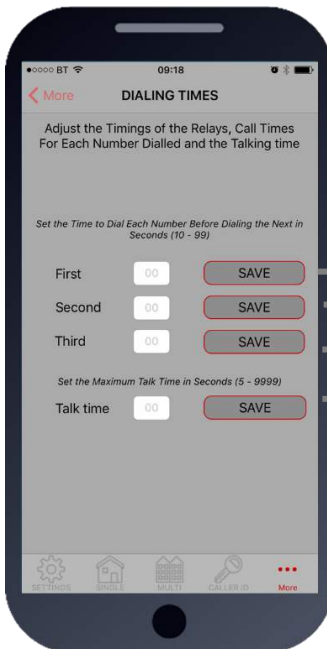 BT 09:18
More DIALING TIMES
Adjust the Timings of the Relays, Call Times
For Each Number Dialled and the Talking time
Set the Time to Dial Each Number Before Dialing the Next in
Seconds (10 - 99)
First 00 SAVE
Second 00 SAVE
Third 00 SAVE
Set the Maximum Talk Time in Seconds (5 - 9999)
Talk time 00 SAVE
SETTINGS SINGLE MULTI CALLER ID More